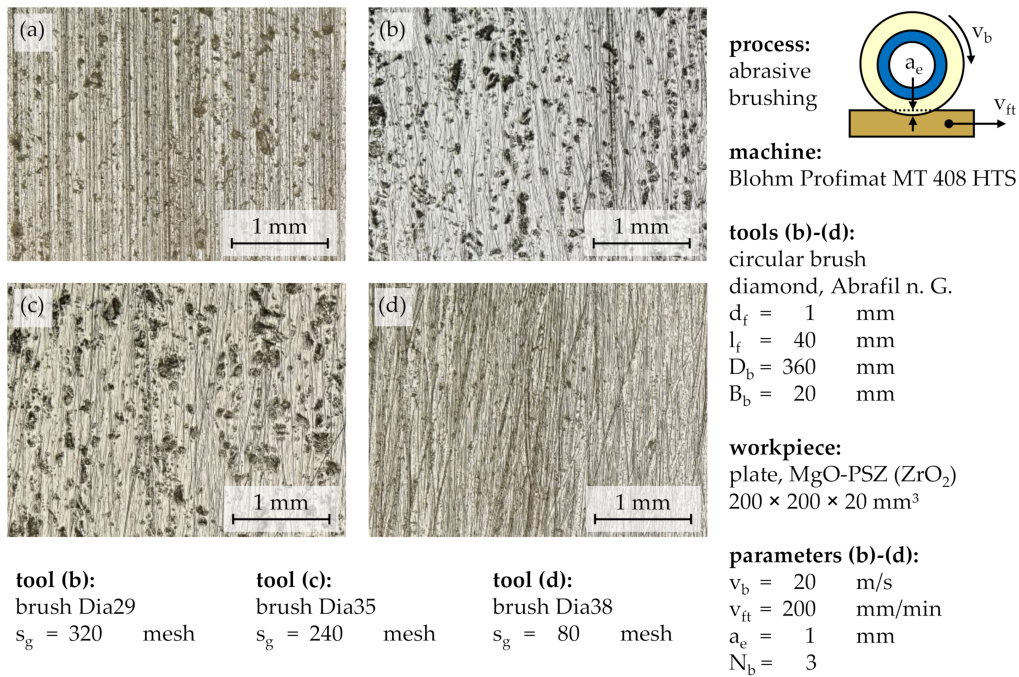 (a)
1 mm
(b)
1 mm
(c)
1 mm
(d)
1 mm
tool (b):
brush Dia29
s_g = 320 mesh
tool (c):
brush Dia35
s_g = 240 mesh
tool (d):
brush Dia38
s_g = 80 mesh
process:
abrasive
brushing
v_b
a_e
v_ft
machine:
Blohm Profimat MT 408 HTS
tools (b)-(d):
circular brush
diamond, Abrafil n. G.
d_f = 1 mm
l_f = 40 mm
D_b = 360 mm
B_b = 20 mm
workpiece:
plate, MgO-PSZ (ZrO₂)
200 × 200 × 20 mm³
parameters (b)-(d):
v_b = 20 m/s
v_ft = 200 mm/min
a_e = 1 mm
N_b = 3